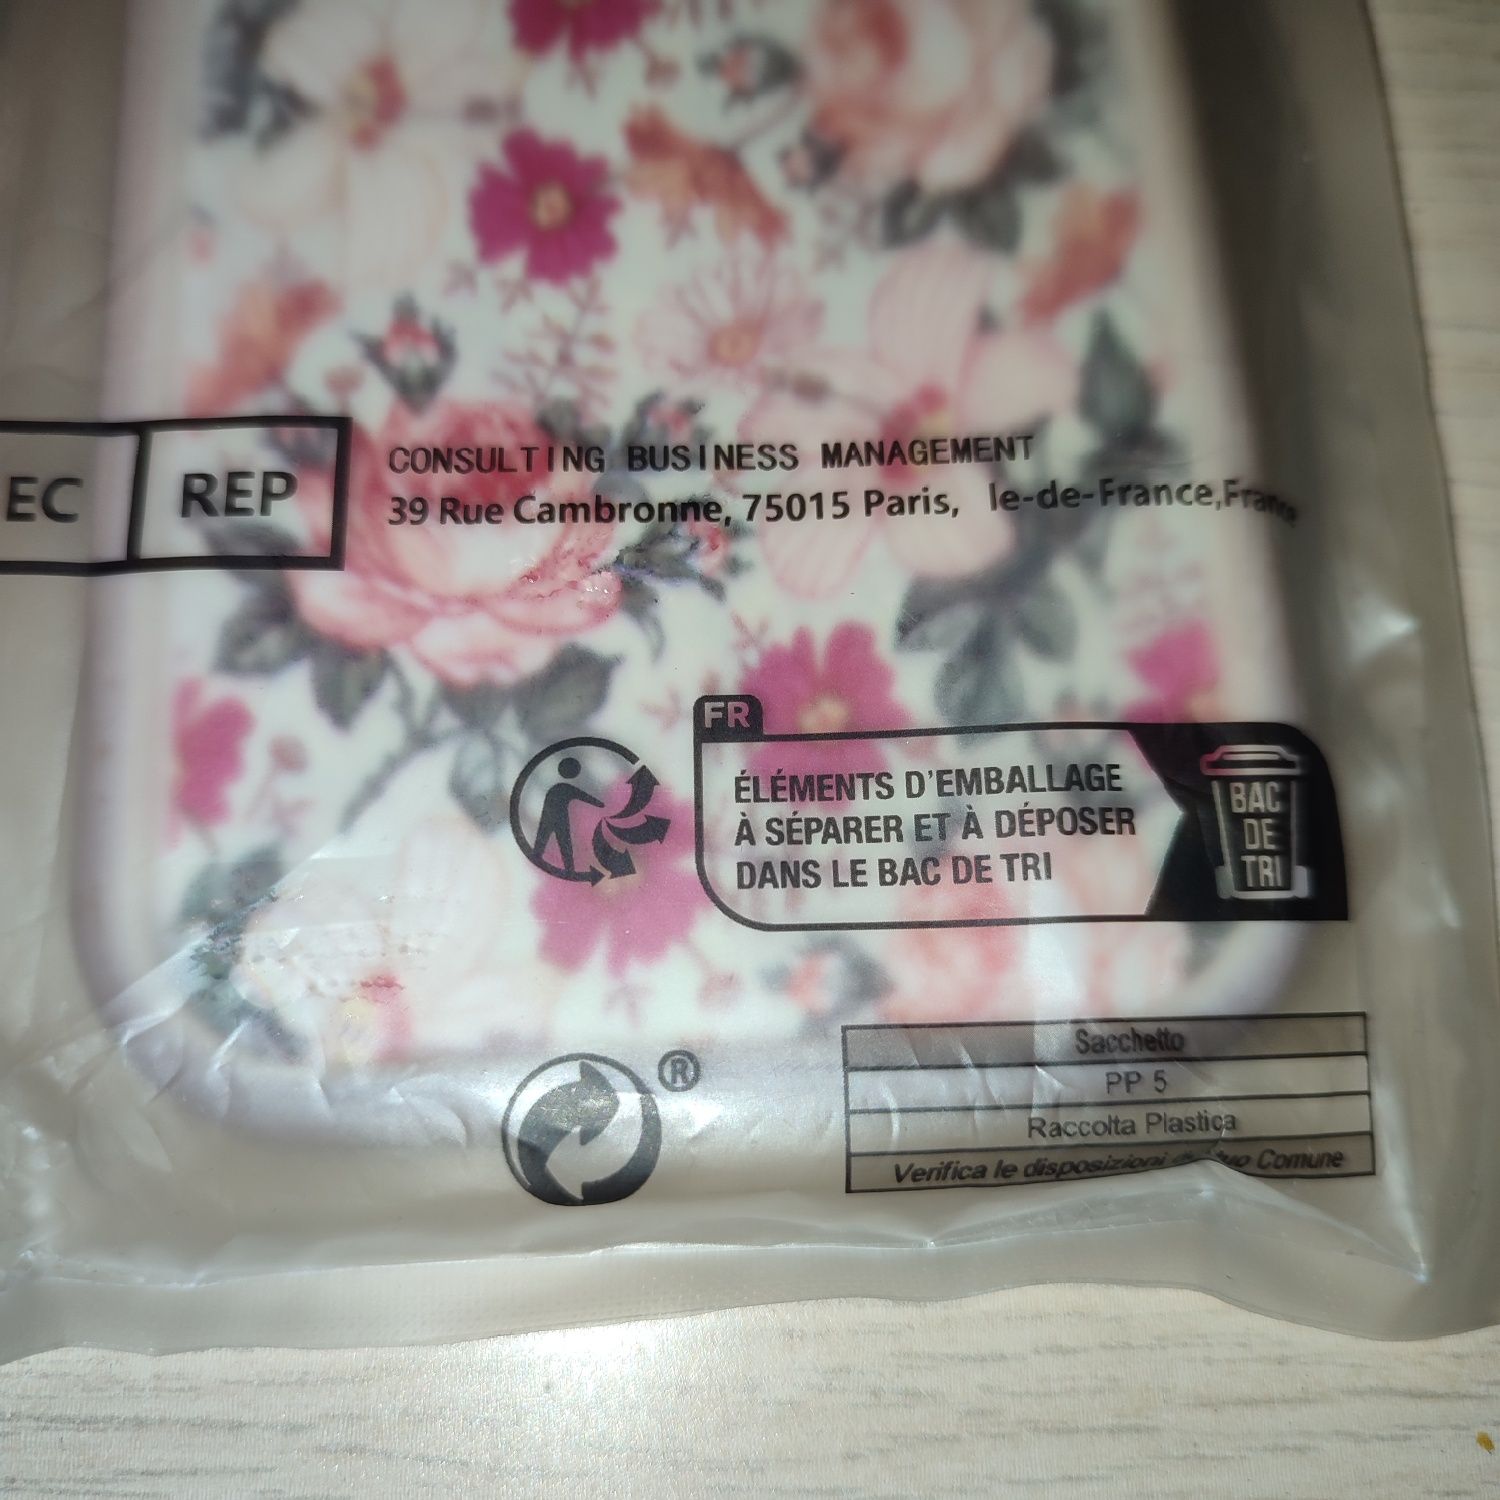 EC REP
CONSULTING BUSINESS MANAGEMENT
39 Rue Cambronne, 75015 Paris, le-de-France,France
FR
ÉLÉMENTS D'EMBALLAGE
À SÉPARER ET À DÉPOSER
DANS LE BAC DE TRI
BAC
DE
TRI
®
Sacchetto
PP 5
Raccolta Plastica
Verifica le disposizioni Comune